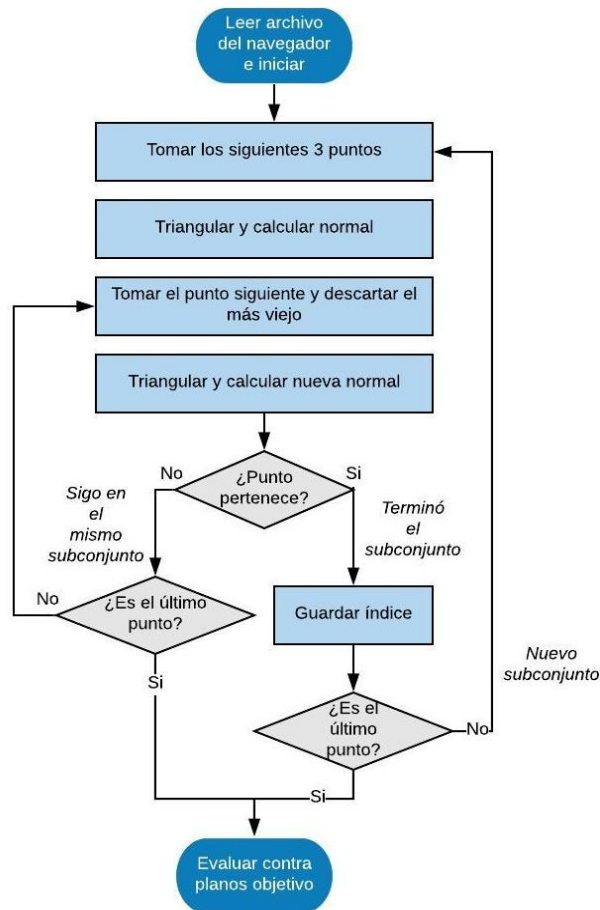 Leer archivo
del navegador
e iniciar
Tomar los siguientes 3 puntos
Triangular y calcular normal
Tomar el punto siguiente y descartar el
más viejo
Triangular y calcular nueva normal
No
¿Punto
pertenece?
Si
Sigo en
el
mismo
subconjunto
Terminó
el
subconjunto
No
¿Es el último
punto?
Guardar índice
Si
Nuevo
subconjunto
¿Es el
último
punto?
No
Si
Evaluar contra
planos objetivo